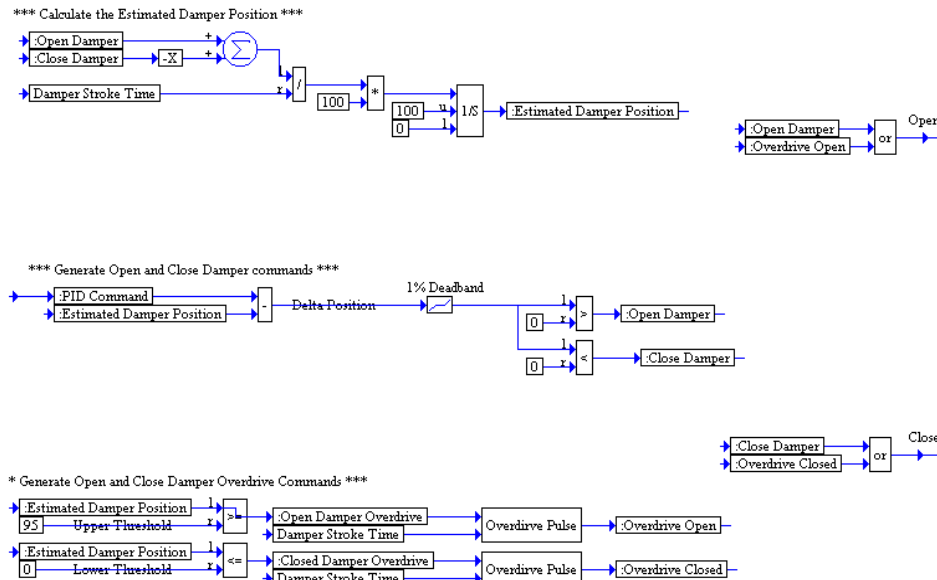 *** Calculate the Estimated Damper Position ***
:Open Damper
+
:Close Damper
-X
+
Σ
l
Damper Stroke Time
r
/
100
*
100
u
0
l
1/S
:Estimated Damper Position
:Open Damper
:Overdrive Open
or
*** Generate Open and Close Damper commands ***
:PID Command
:Estimated Damper Position
-
Delta Position
1% Deadband
l
0
r
>
:Open Damper
l
0
r
<
:Close Damper
:Close Damper
:Overdrive Closed
or
Close
* Generate Open and Close Damper Overdrive Commands ***
:Estimated Damper Position
l
95
Upper Threshold
r
>=
:Open Damper Overdrive
Damper Stroke Time
Overdirve Pulse
:Overdrive Open
:Estimated Damper Position
l
0
Lower Threshold
r
<=
:Closed Damper Overdrive
Damper Stroke Time
Overdirve Pulse
:Overdrive Closed